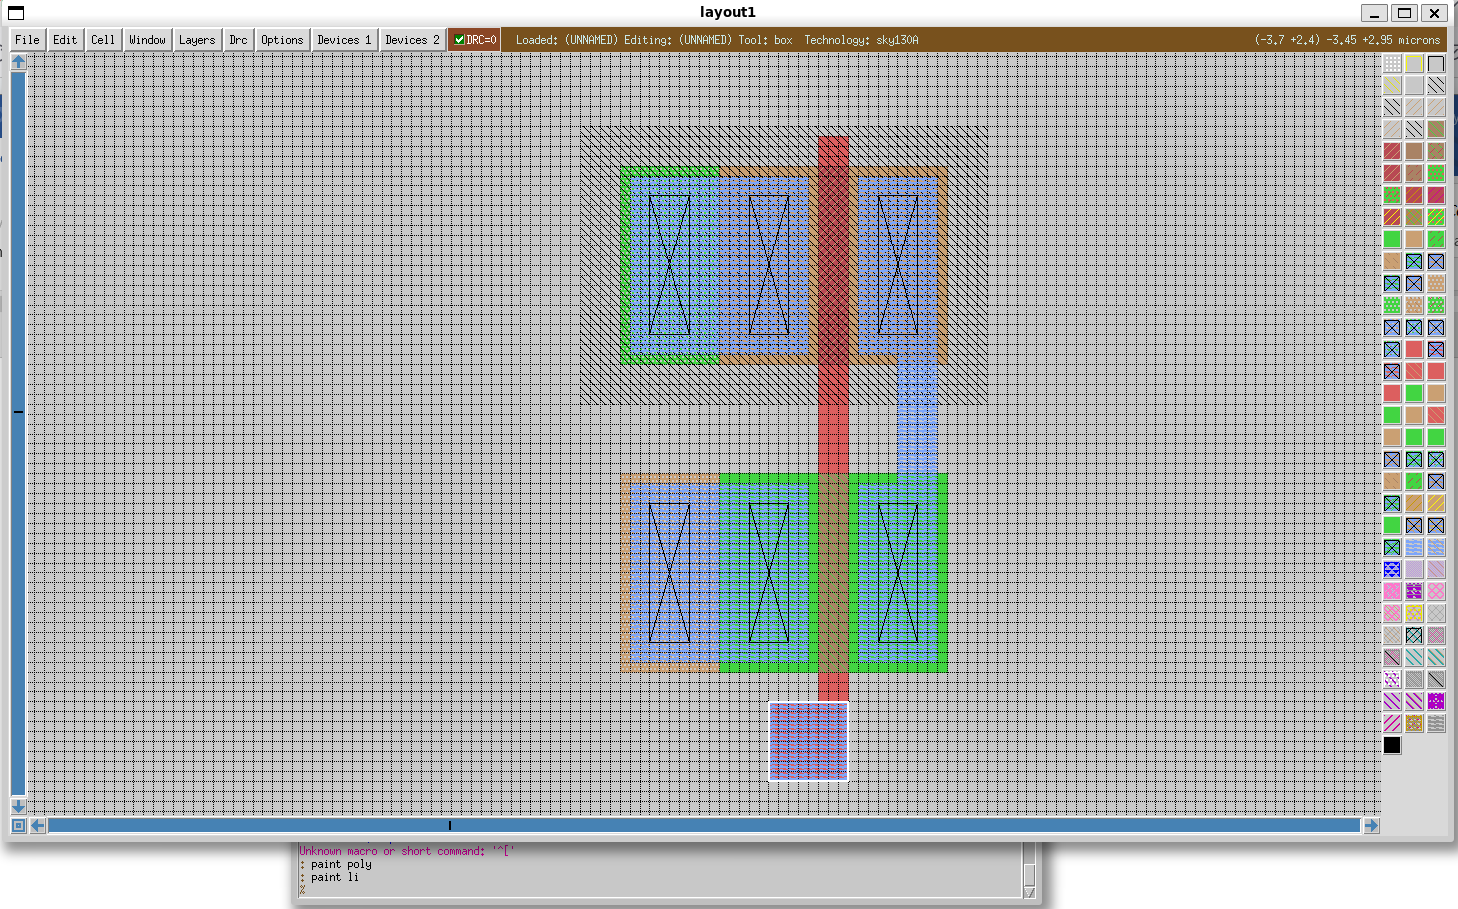 layout1
File Edit Cell Window Layers Drc Options Devices 1 Devices 2 DRC=0 Loaded: (UNNAMED) Editing: (UNNAMED) Tool: box Technology: sky130A (-3.7 +2.4) -3.45 +2.95 microns
Unknown macro or short command: '^['
: paint poly
: paint li
%